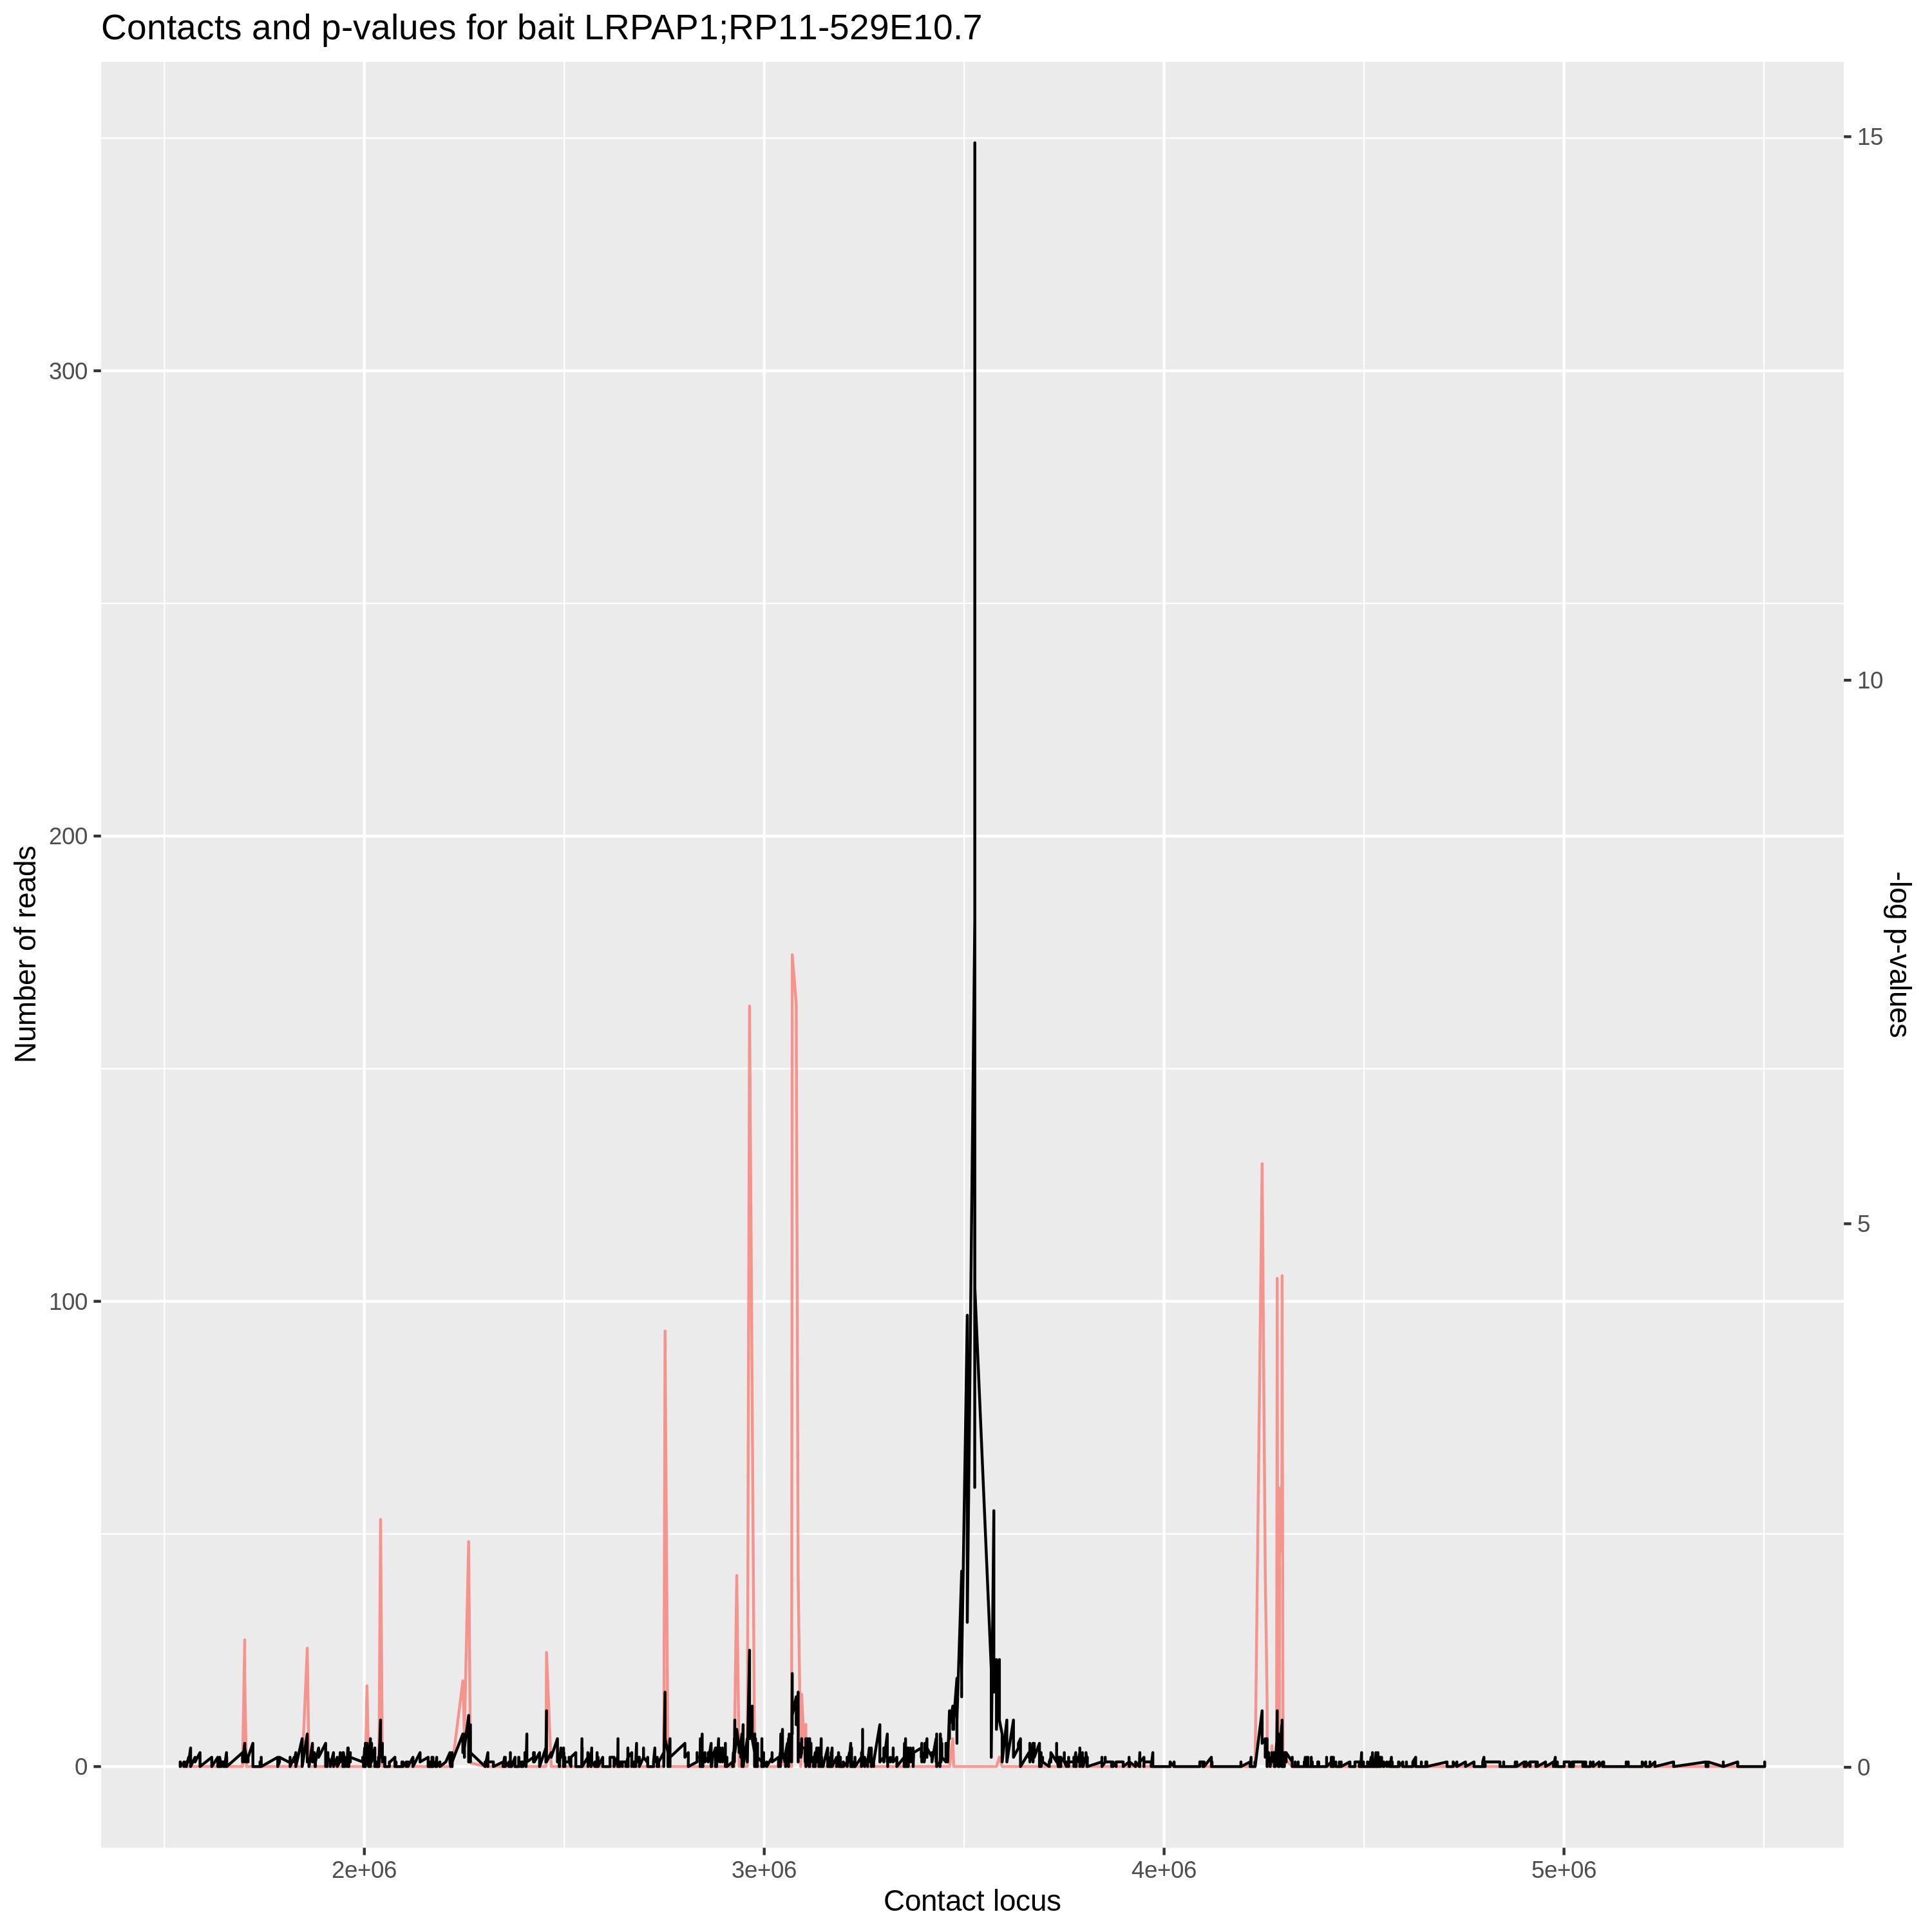 Contacts and p-values for bait LRPAP1;RP11-529E10.7
Number of reads
300
200
100
0
15
10
5
0
-log p-values
2e+06
3e+06
4e+06
5e+06
Contact locus